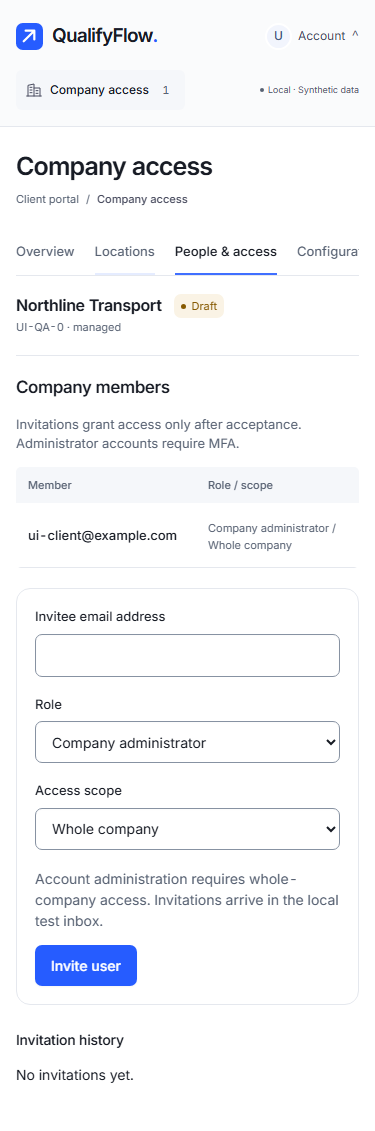 QualifyFlow.
U Account ^
Company access 1
Local · Synthetic data
Company access
Client portal / Company access
Overview Locations People & access Configura
Northline Transport Draft
UI-QA-0 · managed
Company members
Invitations grant access only after acceptance.
Administrator accounts require MFA.
Member Role / scope
ui-client@example.com Company administrator /
Whole company
Invitee email address
Role
Company administrator
Access scope
Whole company
Account administration requires whole-
company access. Invitations arrive in the local
test inbox.
Invite user
Invitation history
No invitations yet.